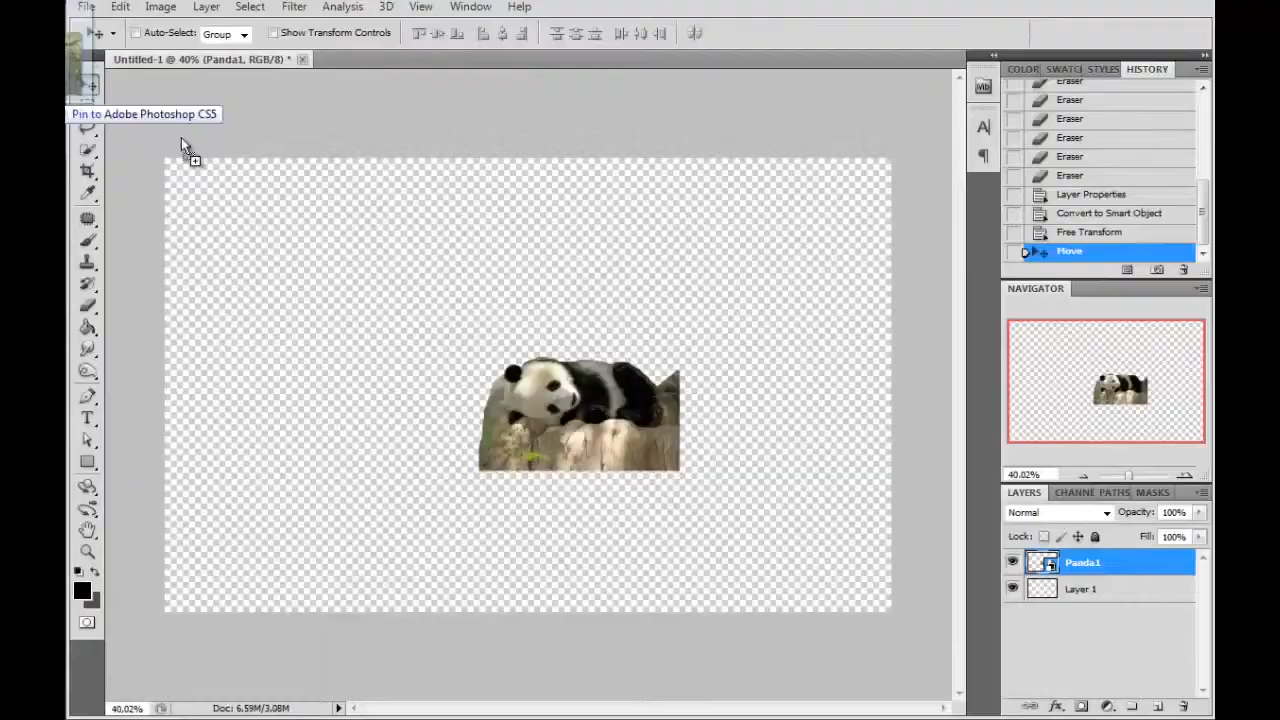 File Edit Image Layer Select Filter Analysis 3D View Window Help
Auto-Select: Group Show Transform Controls
Untitled-1 @ 40% (Panda1, RGB/8) *
Pin to Adobe Photoshop CS5
COLOR SWATC STYLES HISTORY
Eraser
Eraser
Eraser
Eraser
Eraser
Eraser
Layer Properties
Convert to Smart Object
Free Transform
Move
NAVIGATOR
40.02%
LAYERS CHANNE PATHS MASKS
Normal Opacity: 100%
Lock: Fill: 100%
Panda1
Layer 1
40,02% Doc: 6.59M/3.08M